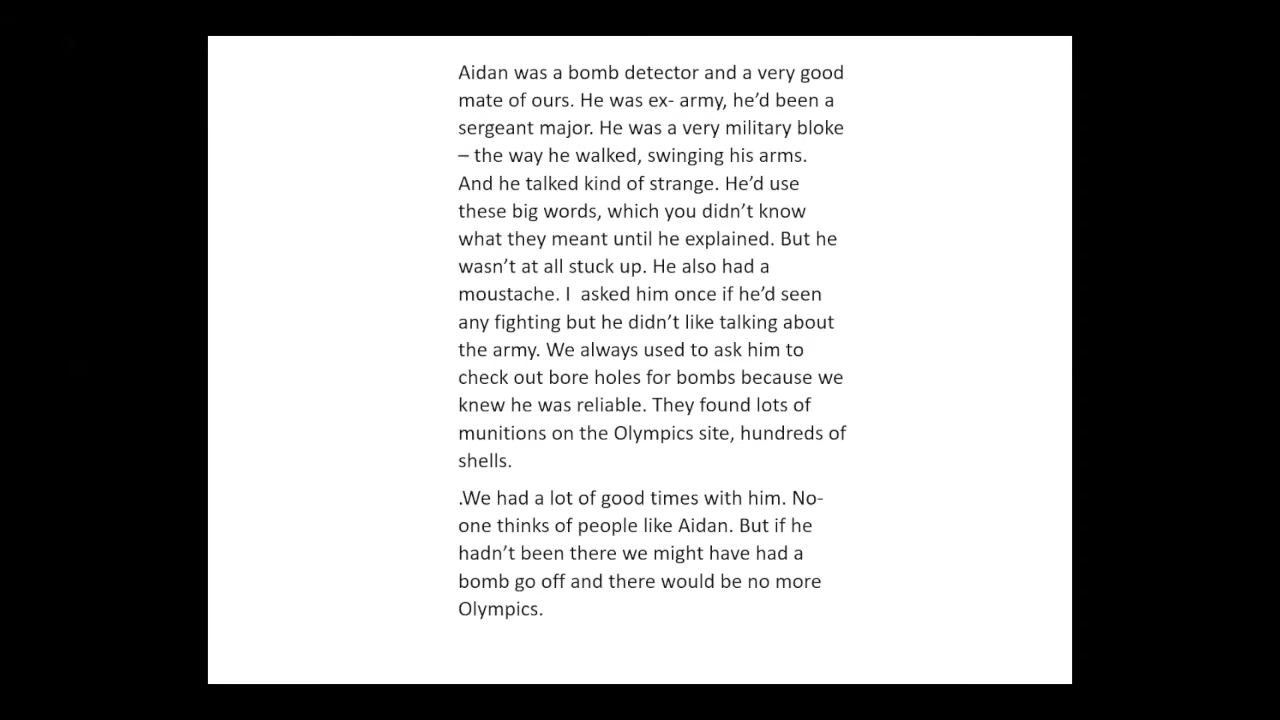 Aidan was a bomb detector and a very good
mate of ours. He was ex- army, he’d been a
sergeant major. He was a very military bloke
– the way he walked, swinging his arms.
And he talked kind of strange. He’d use
these big words, which you didn’t know
what they meant until he explained. But he
wasn’t at all stuck up. He also had a
moustache. I  asked him once if he’d seen
any fighting but he didn’t like talking about
the army. We always used to ask him to
check out bore holes for bombs because we
knew he was reliable. They found lots of
munitions on the Olympics site, hundreds of
shells.
.We had a lot of good times with him. No-
one thinks of people like Aidan. But if he
hadn’t been there we might have had a
bomb go off and there would be no more
Olympics.